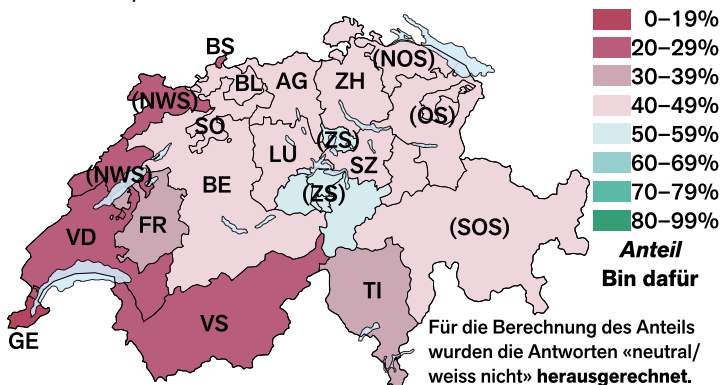 BS
(NOS)
BL
AG
ZH
(NWS)
(OS)
SO
(ZS)
LU
SZ
(NWS)
BE
(ZS)
FR
VD
(SOS)
TI
VS
GE
0–19%
20–29%
30–39%
40–49%
50–59%
60–69%
70–79%
80–99%
Anteil
Bin dafür
Für die Berechnung des Anteils
wurden die Antworten «neutral/
weiss nicht» herausgerechnet.